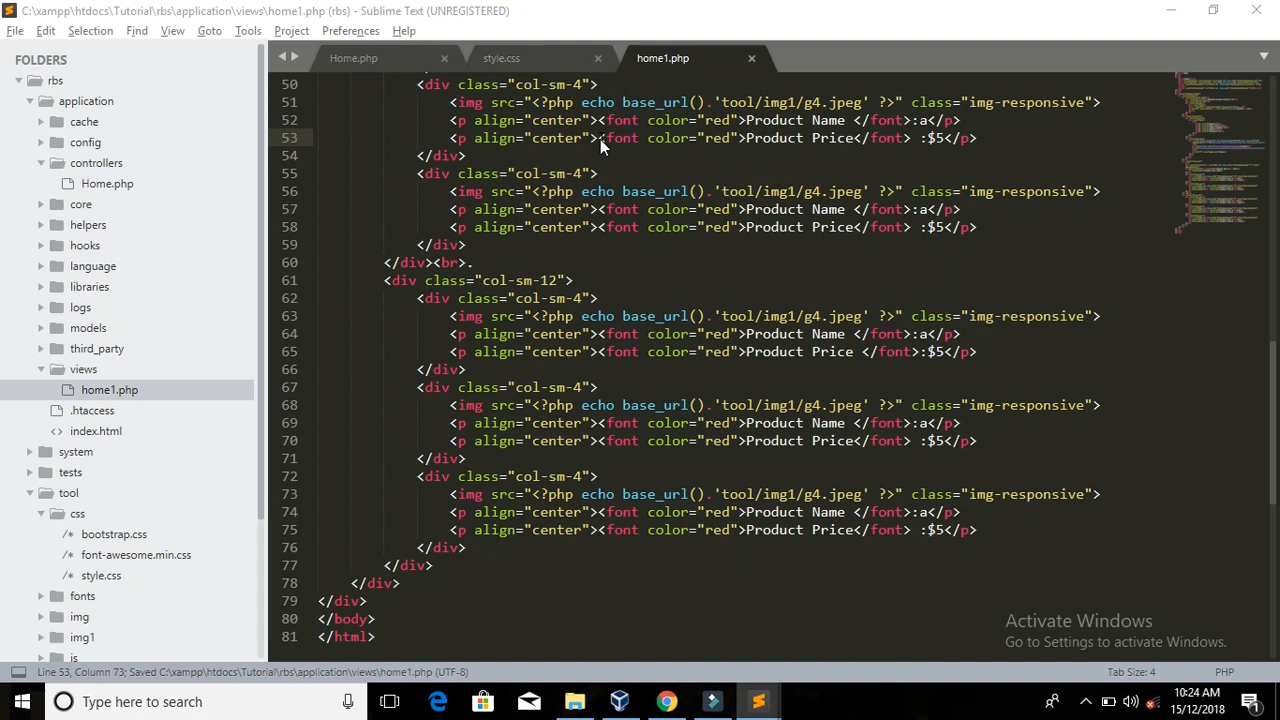 C:\xampp\htdocs\Tutorial\rbs\application\views\home1.php (rbs) - Sublime Text (UNREGISTERED)
File Edit Selection Find View Goto Tools Project Preferences Help
FOLDERS
rbs
application
cache
config
controllers
Home.php
core
helpers
hooks
language
libraries
logs
models
third_party
views
home1.php
.htaccess
index.html
system
tests
tool
css
bootstrap.css
font-awesome.min.css
style.css
fonts
img
img1
js
Home.php style.css home1.php
50 <div class="col-sm-4">
51 <img src="<?php echo base_url().'tool/img1/g4.jpeg' ?>" class="img-responsive">
52 <p align="center"><font color="red">Product Name </font>:a</p>
53 <p align="center"><font color="red">Product Price</font> :$5</p>
54 </div>
55 <div class="col-sm-4">
56 <img src="<?php echo base_url().'tool/img1/g4.jpeg' ?>" class="img-responsive">
57 <p align="center"><font color="red">Product Name </font>:a</p>
58 <p align="center"><font color="red">Product Price</font> :$5</p>
59 </div>
60 </div><br>.
61 <div class="col-sm-12">
62 <div class="col-sm-4">
63 <img src="<?php echo base_url().'tool/img1/g4.jpeg' ?>" class="img-responsive">
64 <p align="center"><font color="red">Product Name </font>:a</p>
65 <p align="center"><font color="red">Product Price </font>:$5</p>
66 </div>
67 <div class="col-sm-4">
68 <img src="<?php echo base_url().'tool/img1/g4.jpeg' ?>" class="img-responsive">
69 <p align="center"><font color="red">Product Name </font>:a</p>
70 <p align="center"><font color="red">Product Price</font> :$5</p>
71 </div>
72 <div class="col-sm-4">
73 <img src="<?php echo base_url().'tool/img1/g4.jpeg' ?>" class="img-responsive">
74 <p align="center"><font color="red">Product Name </font>:a</p>
75 <p align="center"><font color="red">Product Price</font> :$5</p>
76 </div>
77 </div>
78 </div>
79 </div>
80 </body>
81 </html>
Activate Windows
Go to Settings to activate Windows.
Line 53, Column 73; Saved C:\xampp\htdocs\Tutorial\rbs\application\views\home1.php (UTF-8) Tab Size: 4 PHP
Type here to search
10:24 AM
15/12/2018
1